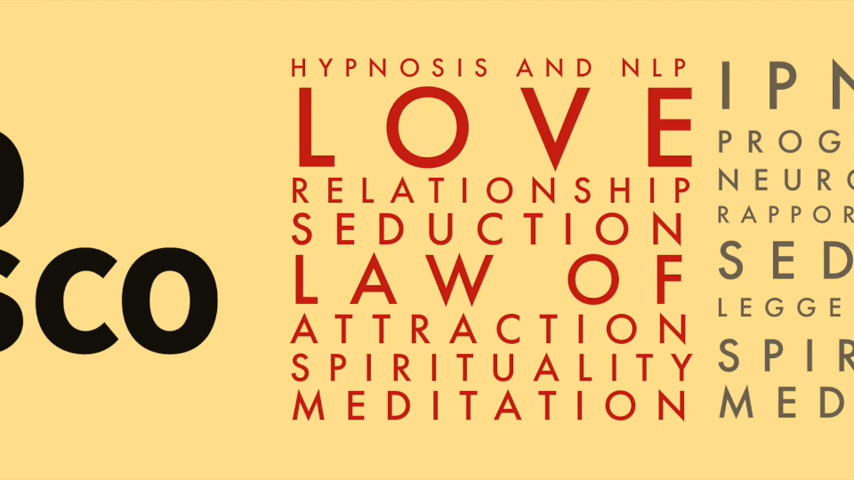 sco
HYPNOSIS AND NLP
LOVE
RELATIONSHIP
SEDUCTION
LAW OF
ATTRACTION
SPIRITUALITY
MEDITATION
IPN
PROG
NEURO
RAPPOR
SED
LEGGE
SPIR
MED